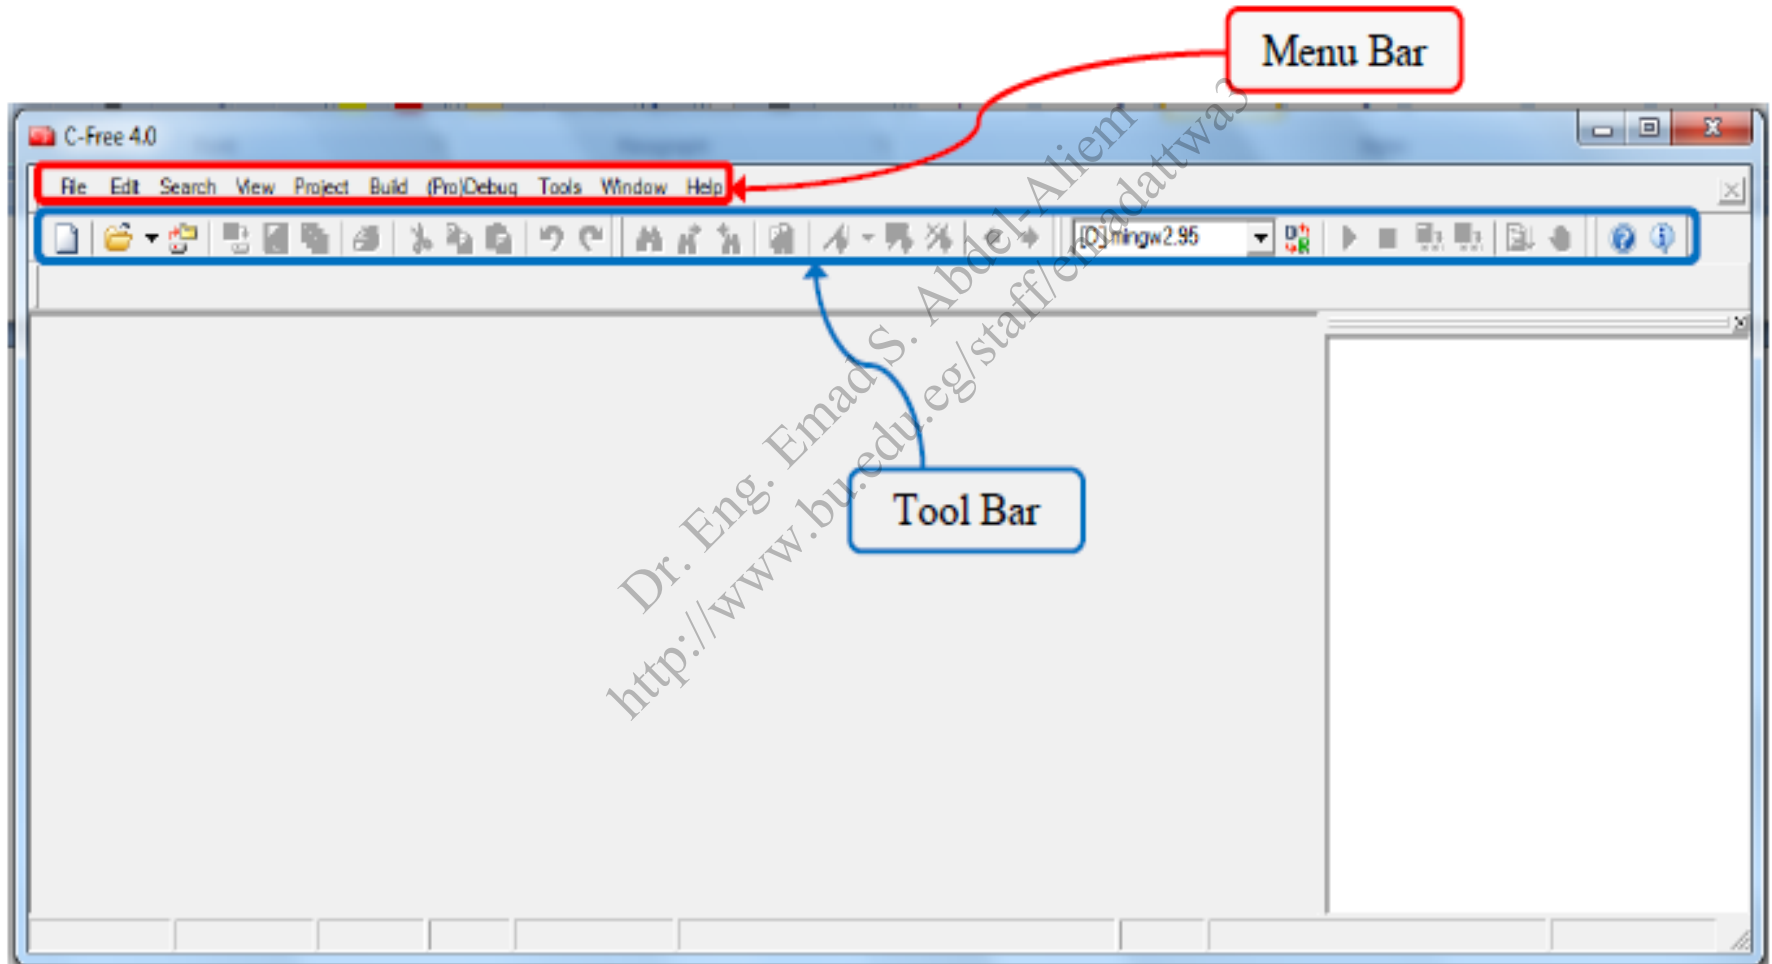 Menu Bar
C-Free 4.0
File Edit Search View Project Build (Pro)Debug Tools Window Help
[D]mingw2.95
Tool Bar
Dr. Eng. Emad S. Abdel-Aliem
http://www.bu.edu.eg/staff/emadattwa3